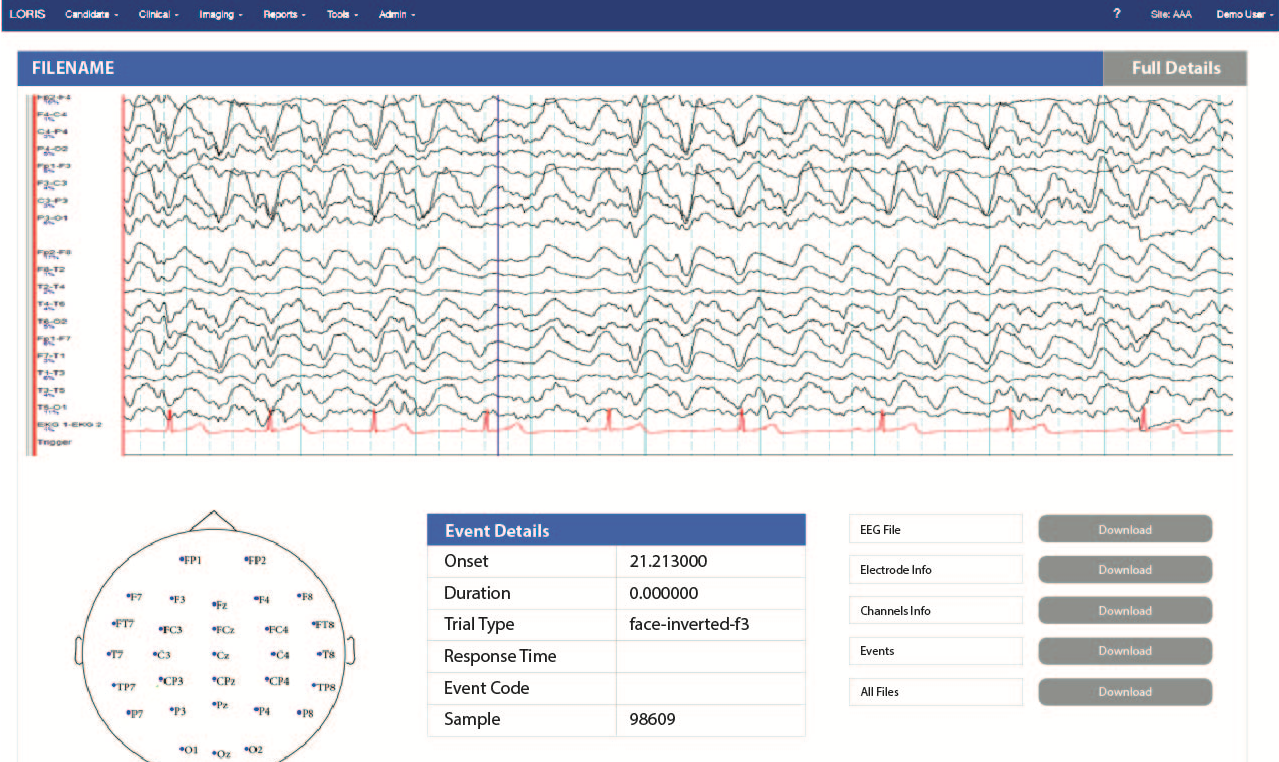 LORIS Candidate Clinical Imaging Reports Tools Admin ? Site: AAA Demo User
FILENAME Full Details
Fp2-F4
F4-C4
1%
C4-P4
P4-O2
Fp1-F3
F3-C3
C3-P3
P3-O1
Fp2-F8
F8-T2
T2-T4
T4-T6
T6-O2
Fp1-F7
F7-T1
T1-T3
T3-T5
T5-O1
EKG 1-EKG 2
Trigger
FP1 FP2
F7 F3 Fz F4 F8
FT7 FC3 FCz FC4 FT8
T7 C3 Cz C4 T8
TP7 CP3 CPz CP4 TP8
P7 P3 Pz P4 P8
O1 Oz O2
Event Details
Onset 21.213000
Duration 0.000000
Trial Type face-inverted-f3
Response Time
Event Code
Sample 98609
EEG File Download
Electrode Info Download
Channels Info Download
Events Download
All Files Download